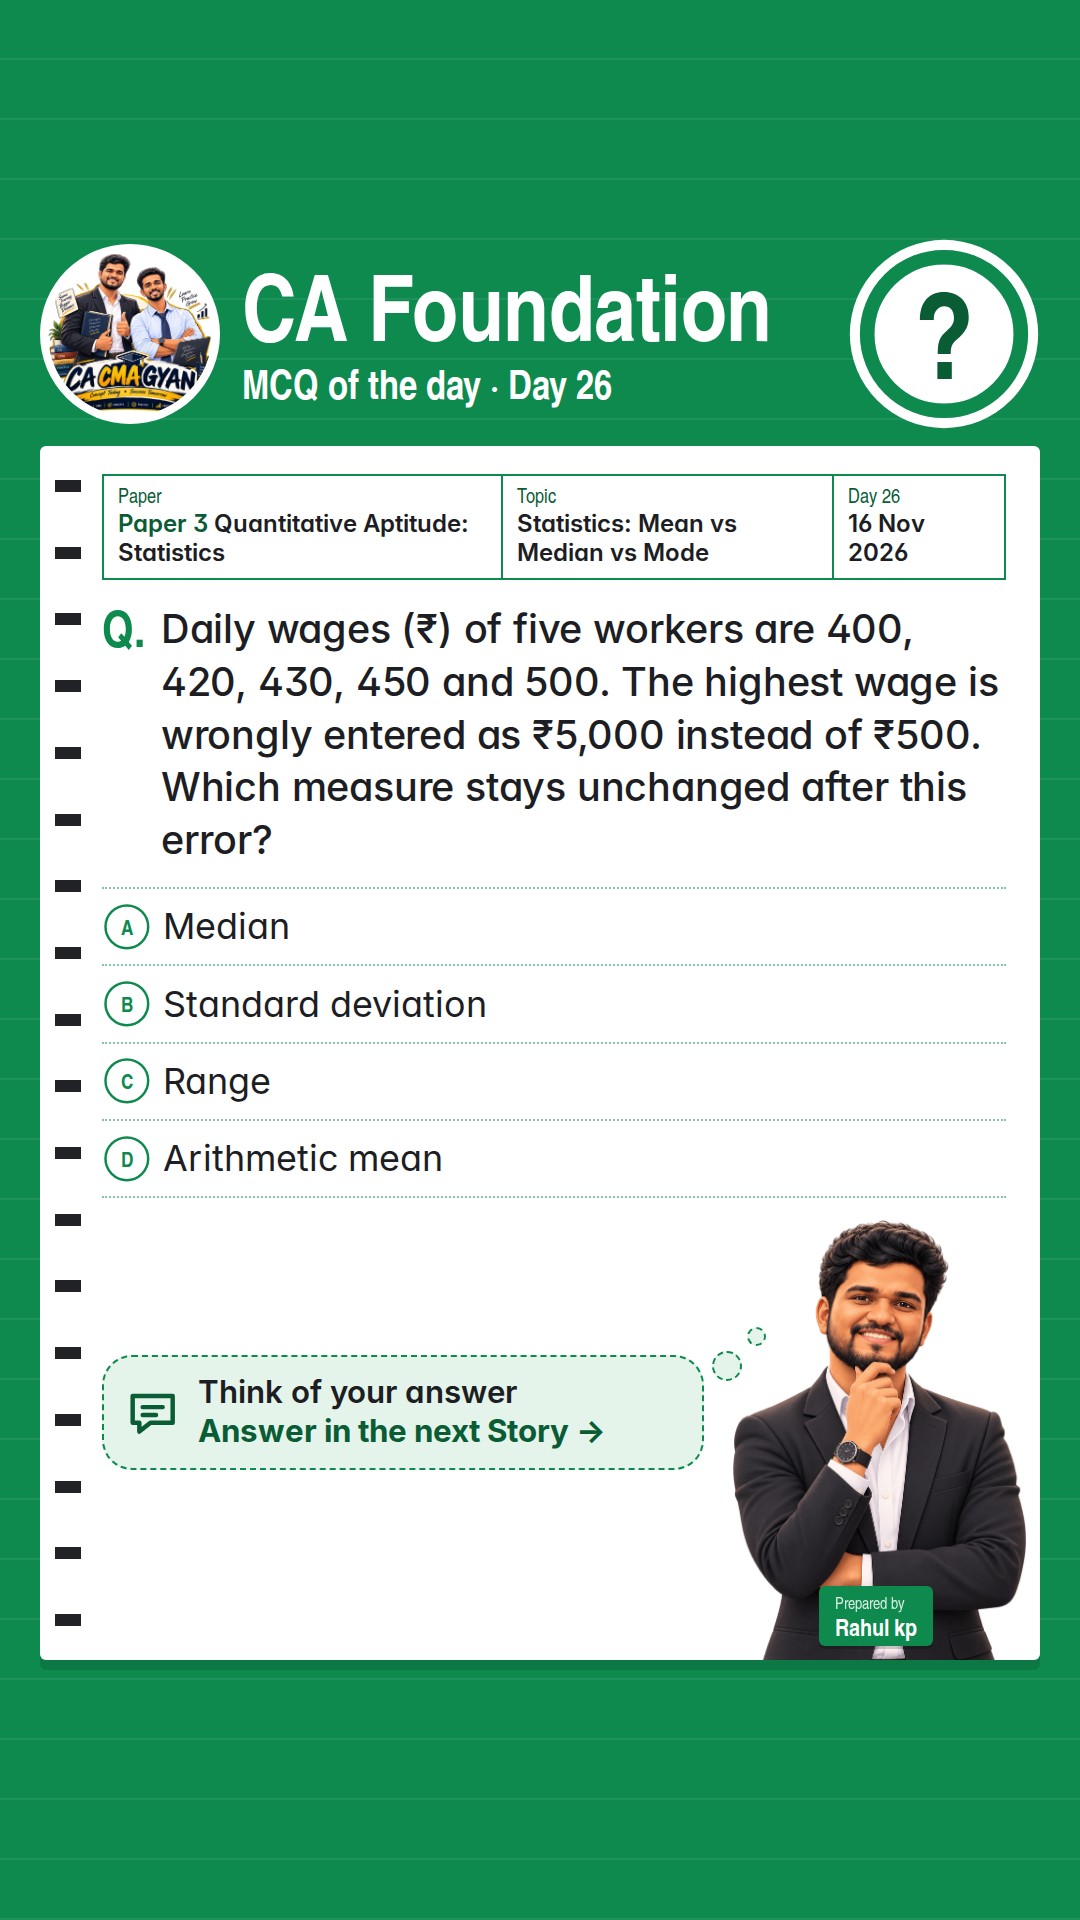 CA CMA GYAN
CA Foundation
MCQ of the day · Day 26
?
Paper
Paper 3 Quantitative Aptitude:
Statistics
Topic
Statistics: Mean vs
Median vs Mode
Day 26
16 Nov
2026
Q. Daily wages (₹) of five workers are 400,
420, 430, 450 and 500. The highest wage is
wrongly entered as ₹5,000 instead of ₹500.
Which measure stays unchanged after this
error?
A Median
B Standard deviation
C Range
D Arithmetic mean
Think of your answer
Answer in the next Story →
Prepared by
Rahul kp